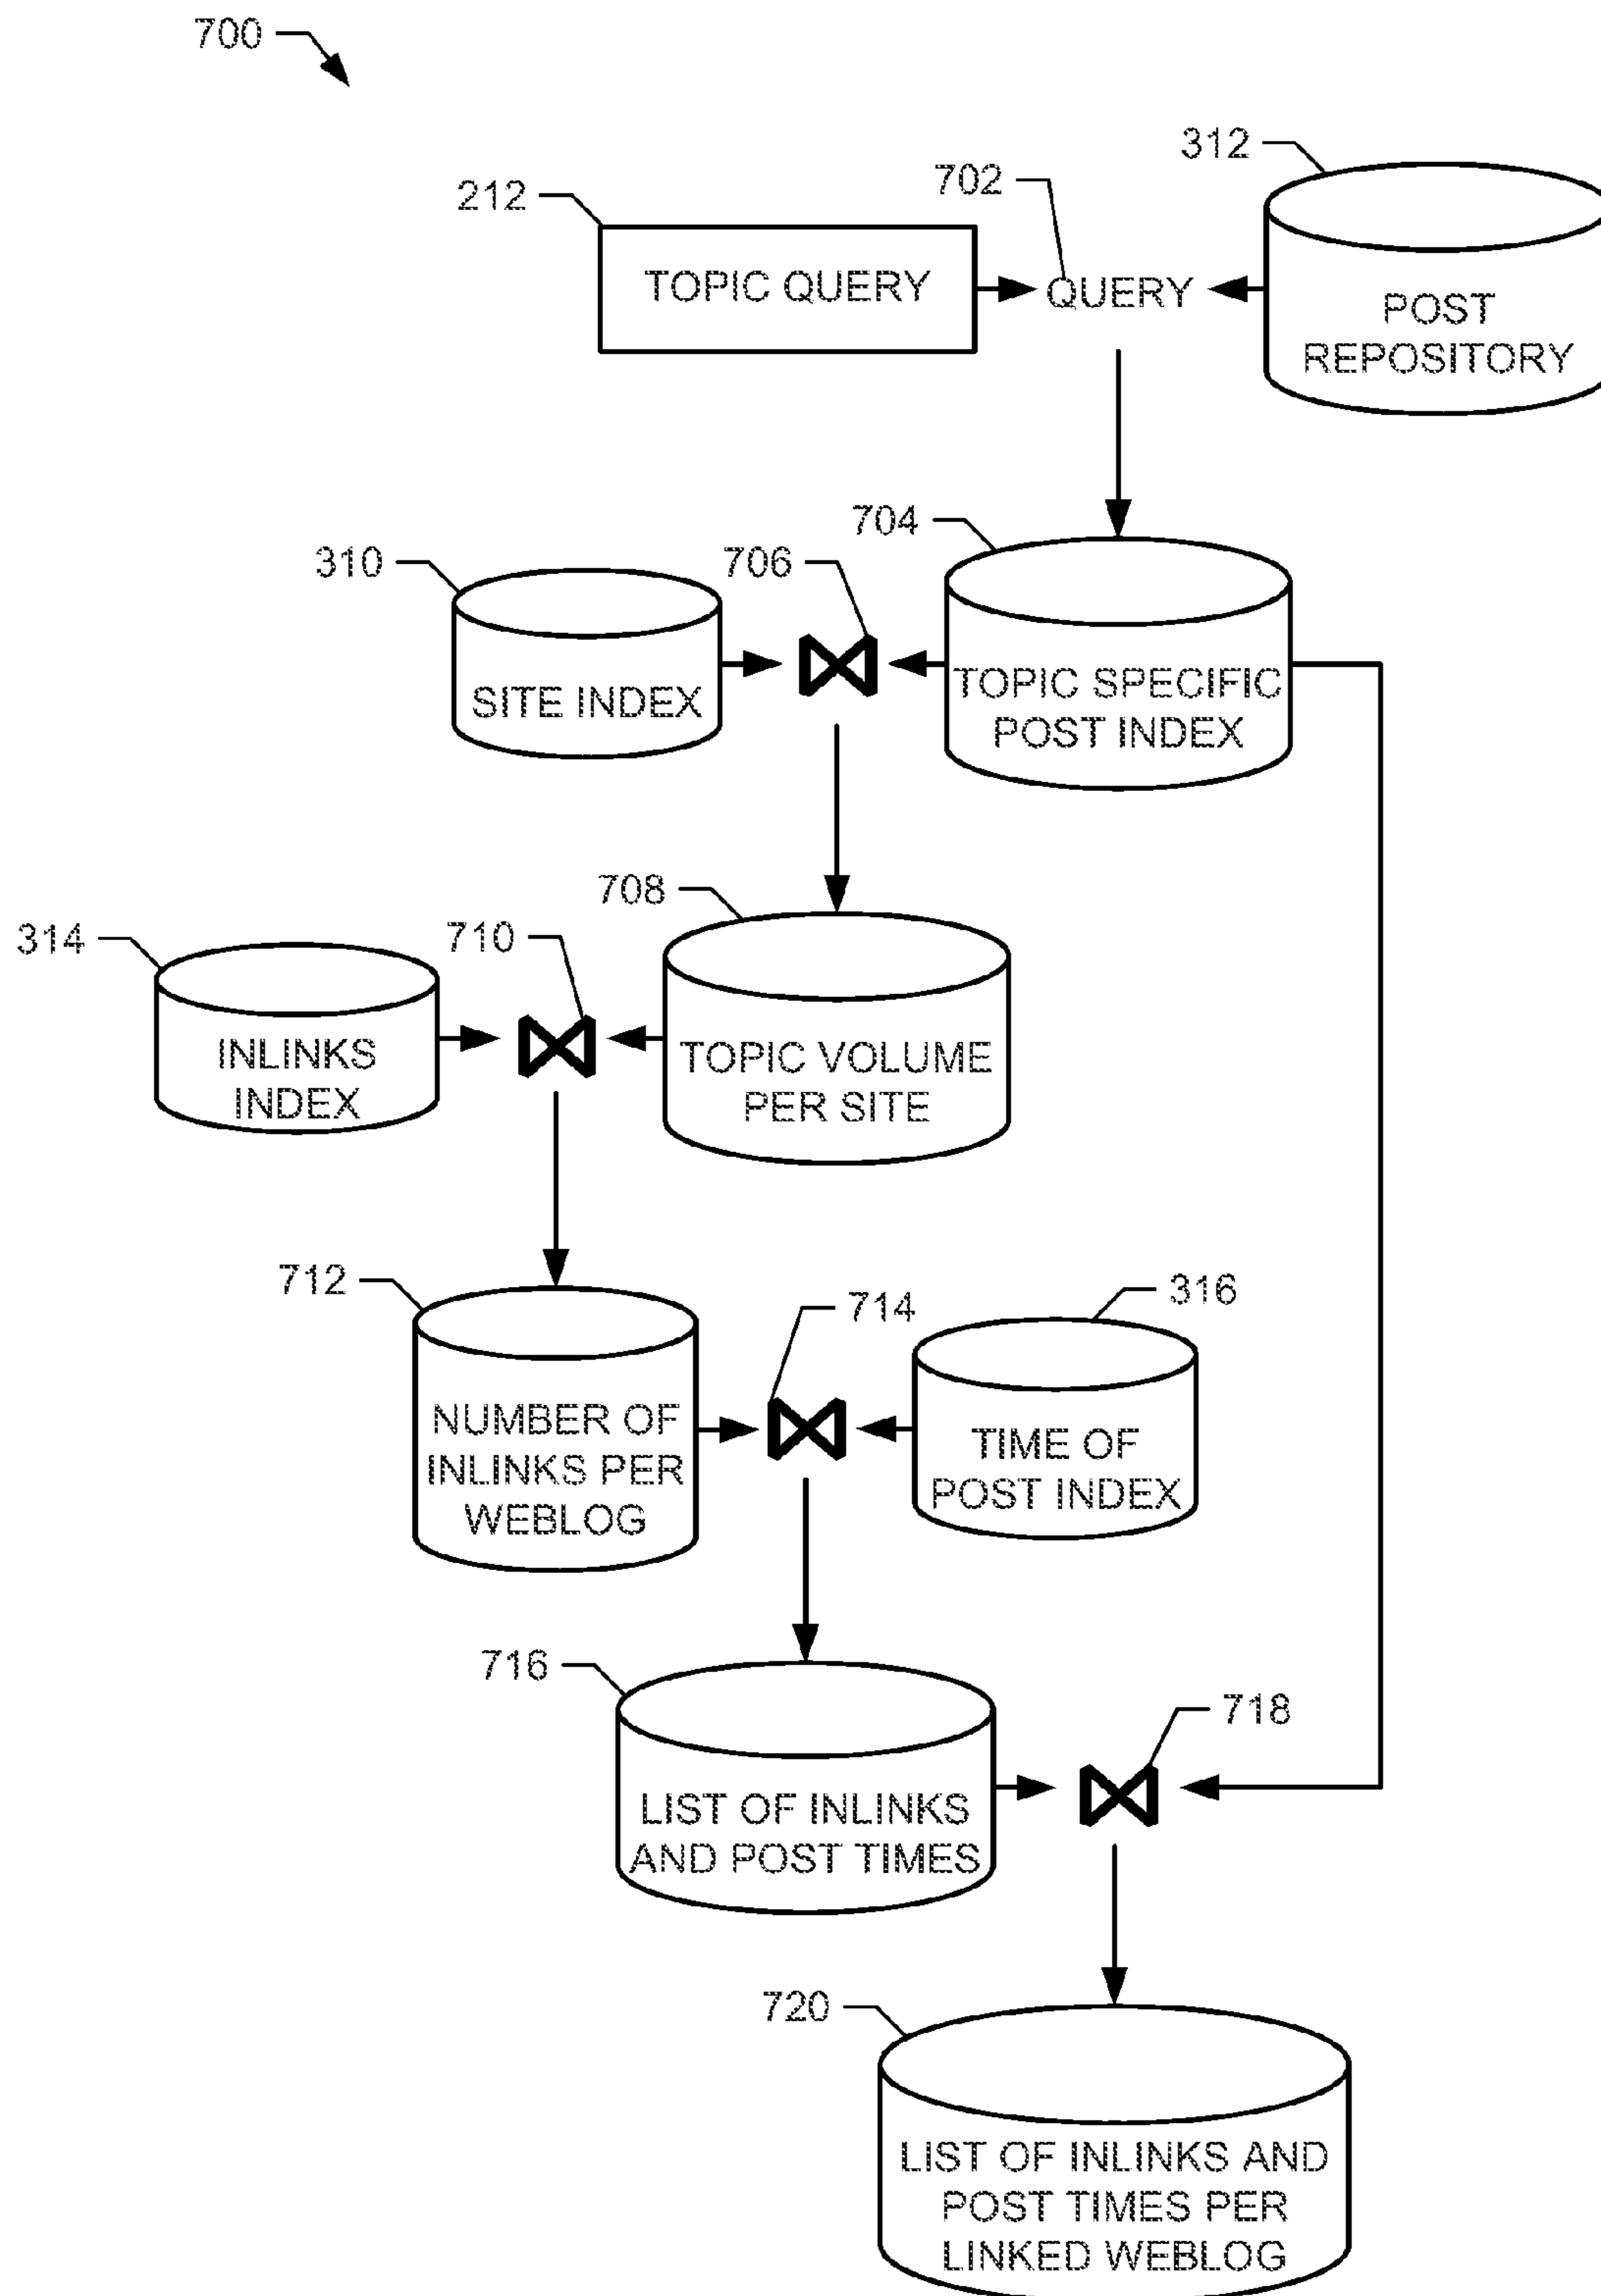 700
312
702
212
TOPIC QUERY
QUERY
POST
REPOSITORY
704
706
310
TOPIC SPECIFIC
POST INDEX
SITE INDEX
708
710
314
INLINKS
INDEX
TOPIC VOLUME
PER SITE
712
714
316
NUMBER OF
INLINKS PER
WEBLOG
TIME OF
POST INDEX
716
718
LIST OF INLINKS
AND POST TIMES
720
LIST OF INLINKS AND
POST TIMES PER
LINKED WEBLOG